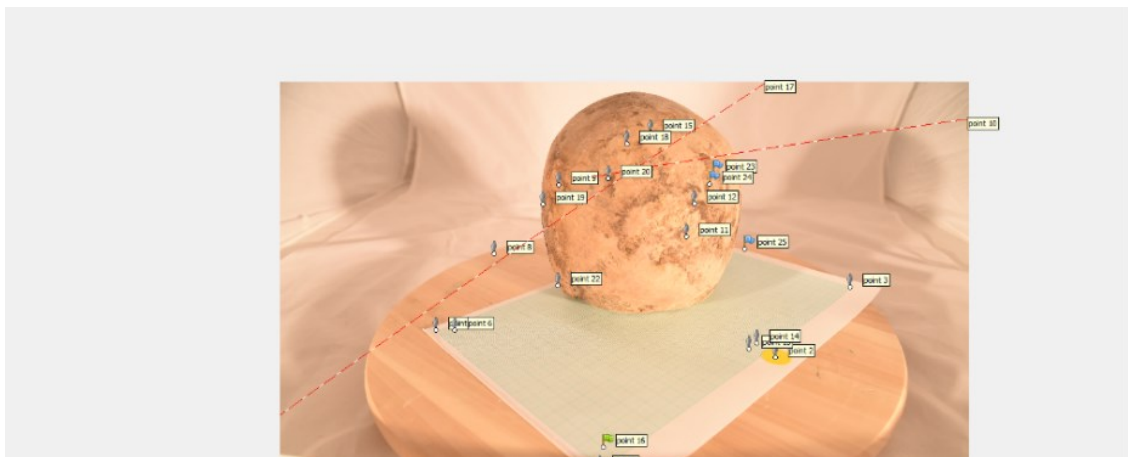 point 17
point 18
point 15
point 18
point 23
point 20
point 9
point 24
point 19
point 12
point 11
point 25
point 8
point 22
point 3
point 6
point 14
point 2
point 16